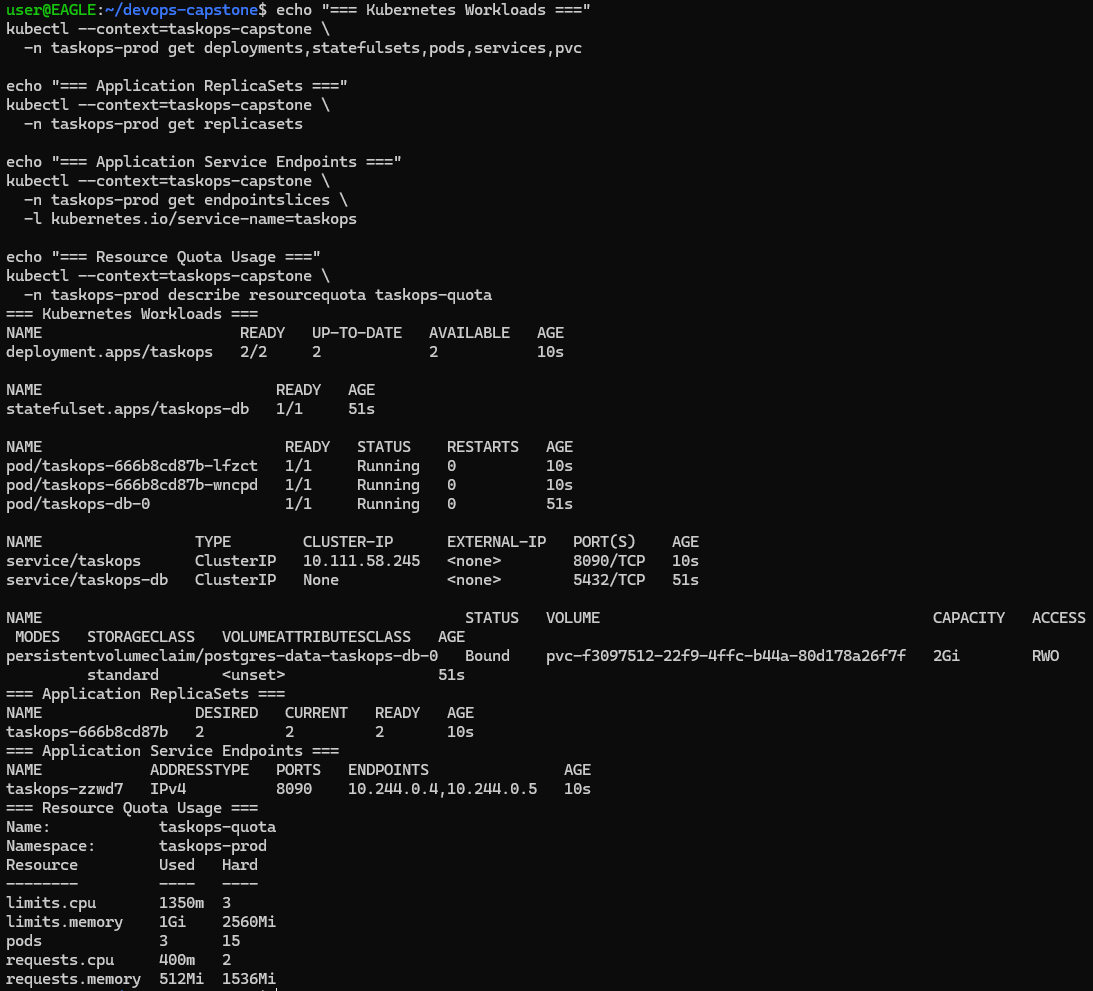 user@EAGLE:~/devops-capstone$ echo "=== Kubernetes Workloads ==="
kubectl --context=taskops-capstone \
  -n taskops-prod get deployments,statefulsets,pods,services,pvc

echo "=== Application ReplicaSets ==="
kubectl --context=taskops-capstone \
  -n taskops-prod get replicasets

echo "=== Application Service Endpoints ==="
kubectl --context=taskops-capstone \
  -n taskops-prod get endpointslices \
  -l kubernetes.io/service-name=taskops

echo "=== Resource Quota Usage ==="
kubectl --context=taskops-capstone \
  -n taskops-prod describe resourcequota taskops-quota
=== Kubernetes Workloads ===
NAME                      READY   UP-TO-DATE   AVAILABLE   AGE
deployment.apps/taskops   2/2     2            2           10s

NAME                          READY   AGE
statefulset.apps/taskops-db   1/1     51s

NAME                           READY   STATUS    RESTARTS   AGE
pod/taskops-666b8cd87b-lfzct   1/1     Running   0          10s
pod/taskops-666b8cd87b-wncpd   1/1     Running   0          10s
pod/taskops-db-0               1/1     Running   0          51s

NAME                 TYPE        CLUSTER-IP      EXTERNAL-IP   PORT(S)    AGE
service/taskops      ClusterIP   10.111.58.245   <none>        8090/TCP   10s
service/taskops-db   ClusterIP   None            <none>        5432/TCP   51s

NAME                                               STATUS   VOLUME                                     CAPACITY   ACCESS
 MODES   STORAGECLASS   VOLUMEATTRIBUTESCLASS   AGE
persistentvolumeclaim/postgres-data-taskops-db-0   Bound    pvc-f3097512-22f9-4ffc-b44a-80d178a26f7f   2Gi        RWO
         standard       <unset>                 51s
=== Application ReplicaSets ===
NAME                 DESIRED   CURRENT   READY   AGE
taskops-666b8cd87b   2         2         2       10s
=== Application Service Endpoints ===
NAME            ADDRESSTYPE   PORTS   ENDPOINTS               AGE
taskops-zzwd7   IPv4          8090    10.244.0.4,10.244.0.5   10s
=== Resource Quota Usage ===
Name:            taskops-quota
Namespace:       taskops-prod
Resource         Used   Hard
--------         ----   ----
limits.cpu       1350m  3
limits.memory    1Gi    2560Mi
pods             3      15
requests.cpu     400m   2
requests.memory  512Mi  1536Mi